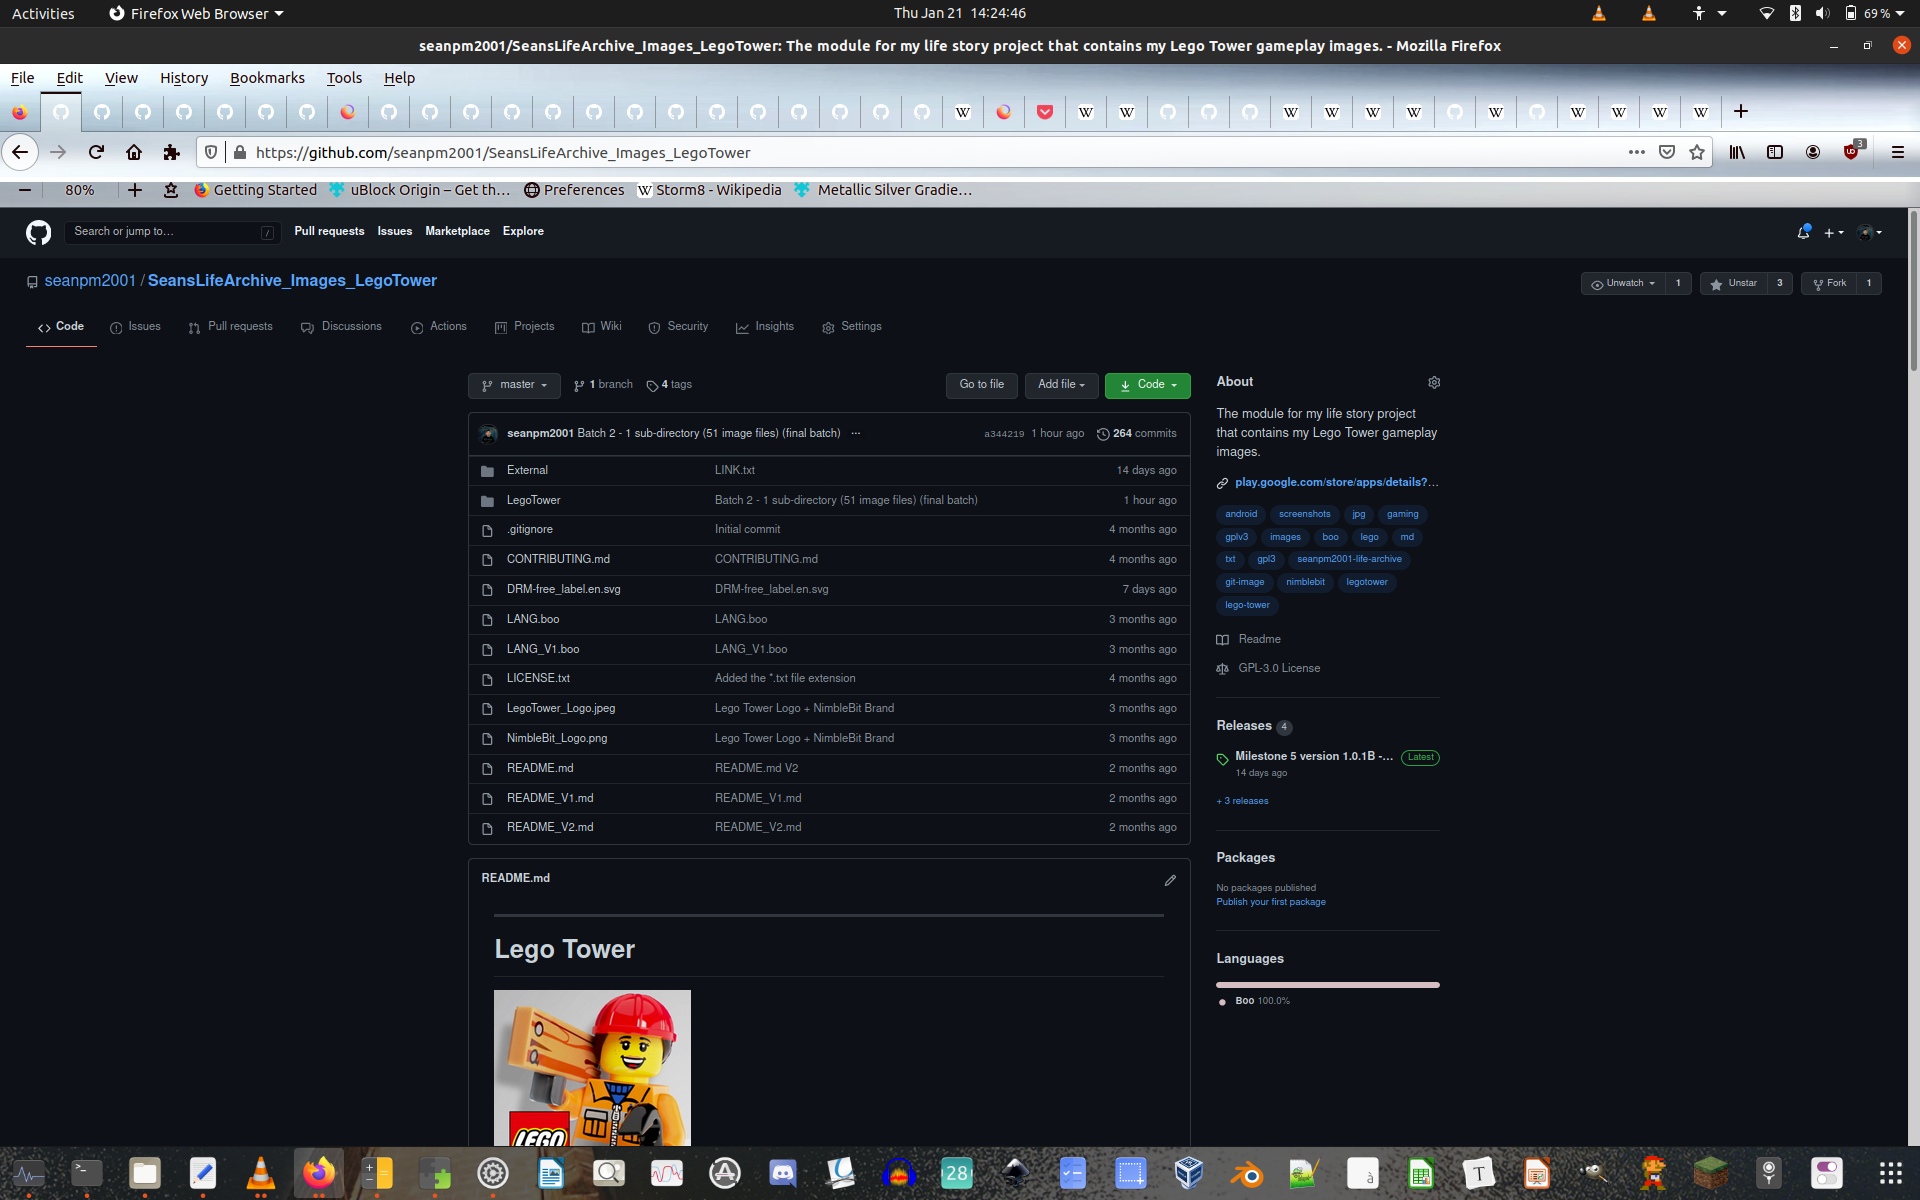 Activities Firefox Web Browser Thu Jan 21 14:24:46 69 %
seanpm2001/SeansLifeArchive_Images_LegoTower: The module for my life story project that contains my Lego Tower gameplay images. - Mozilla Firefox
File Edit View History Bookmarks Tools Help
https://github.com/seanpm2001/SeansLifeArchive_Images_LegoTower 3
80% Getting Started uBlock Origin – Get th… Preferences Storm8 - Wikipedia Metallic Silver Gradie…
Search or jump to… / Pull requests Issues Marketplace Explore
seanpm2001 / SeansLifeArchive_Images_LegoTower Unwatch 1 Unstar 3 Fork 1
Code Issues Pull requests Discussions Actions Projects Wiki Security Insights Settings
master 1 branch 4 tags Go to file Add file Code
seanpm2001 Batch 2 - 1 sub-directory (51 image files) (final batch) ... a344219 1 hour ago 264 commits
External LINK.txt 14 days ago
LegoTower Batch 2 - 1 sub-directory (51 image files) (final batch) 1 hour ago
.gitignore Initial commit 4 months ago
CONTRIBUTING.md CONTRIBUTING.md 4 months ago
DRM-free_label.en.svg DRM-free_label.en.svg 7 days ago
LANG.boo LANG.boo 3 months ago
LANG_V1.boo LANG_V1.boo 3 months ago
LICENSE.txt Added the *.txt file extension 4 months ago
LegoTower_Logo.jpeg Lego Tower Logo + NimbleBit Brand 3 months ago
NimbleBit_Logo.png Lego Tower Logo + NimbleBit Brand 3 months ago
README.md README.md V2 2 months ago
README_V1.md README_V1.md 2 months ago
README_V2.md README_V2.md 2 months ago
README.md
Lego Tower
LEGO
About
The module for my life story project
that contains my Lego Tower gameplay
images.
play.google.com/store/apps/details?…
android screenshots jpg gaming
gplv3 images boo lego md
txt gpl3 seanpm2001-life-archive
git-image nimblebit legotower
lego-tower
Readme
GPL-3.0 License
Releases 4
Milestone 5 version 1.0.1B -… Latest
14 days ago
+ 3 releases
Packages
No packages published
Publish your first package
Languages
Boo 100.0%
28